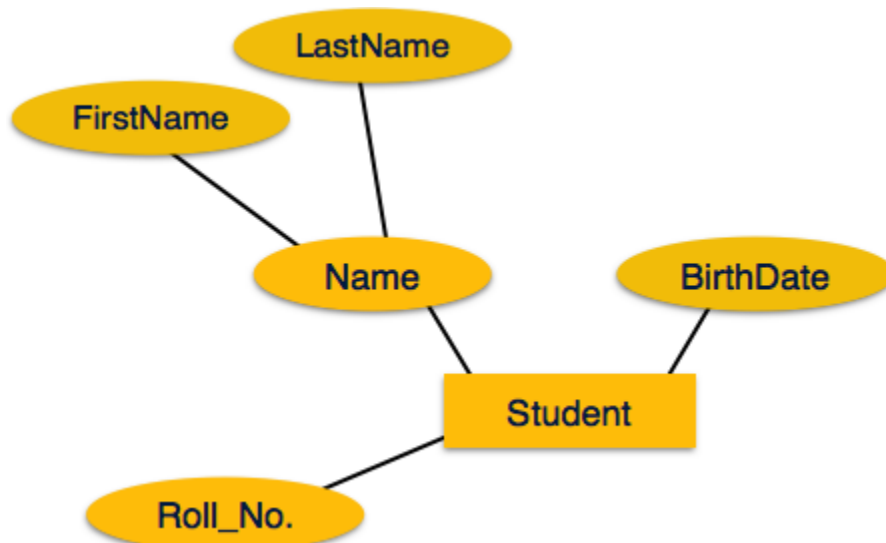 LastName
FirstName
Name
BirthDate
Student
Roll_No.